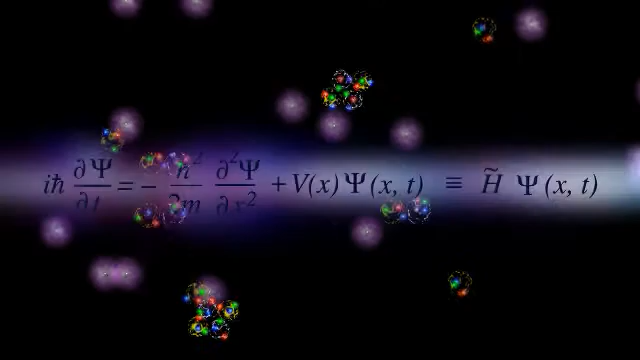 iħ ∂Ψ/∂t = − ħ²/2m ∂²Ψ/∂x² + V(x)Ψ(x, t) ≡ H̃ Ψ(x, t)